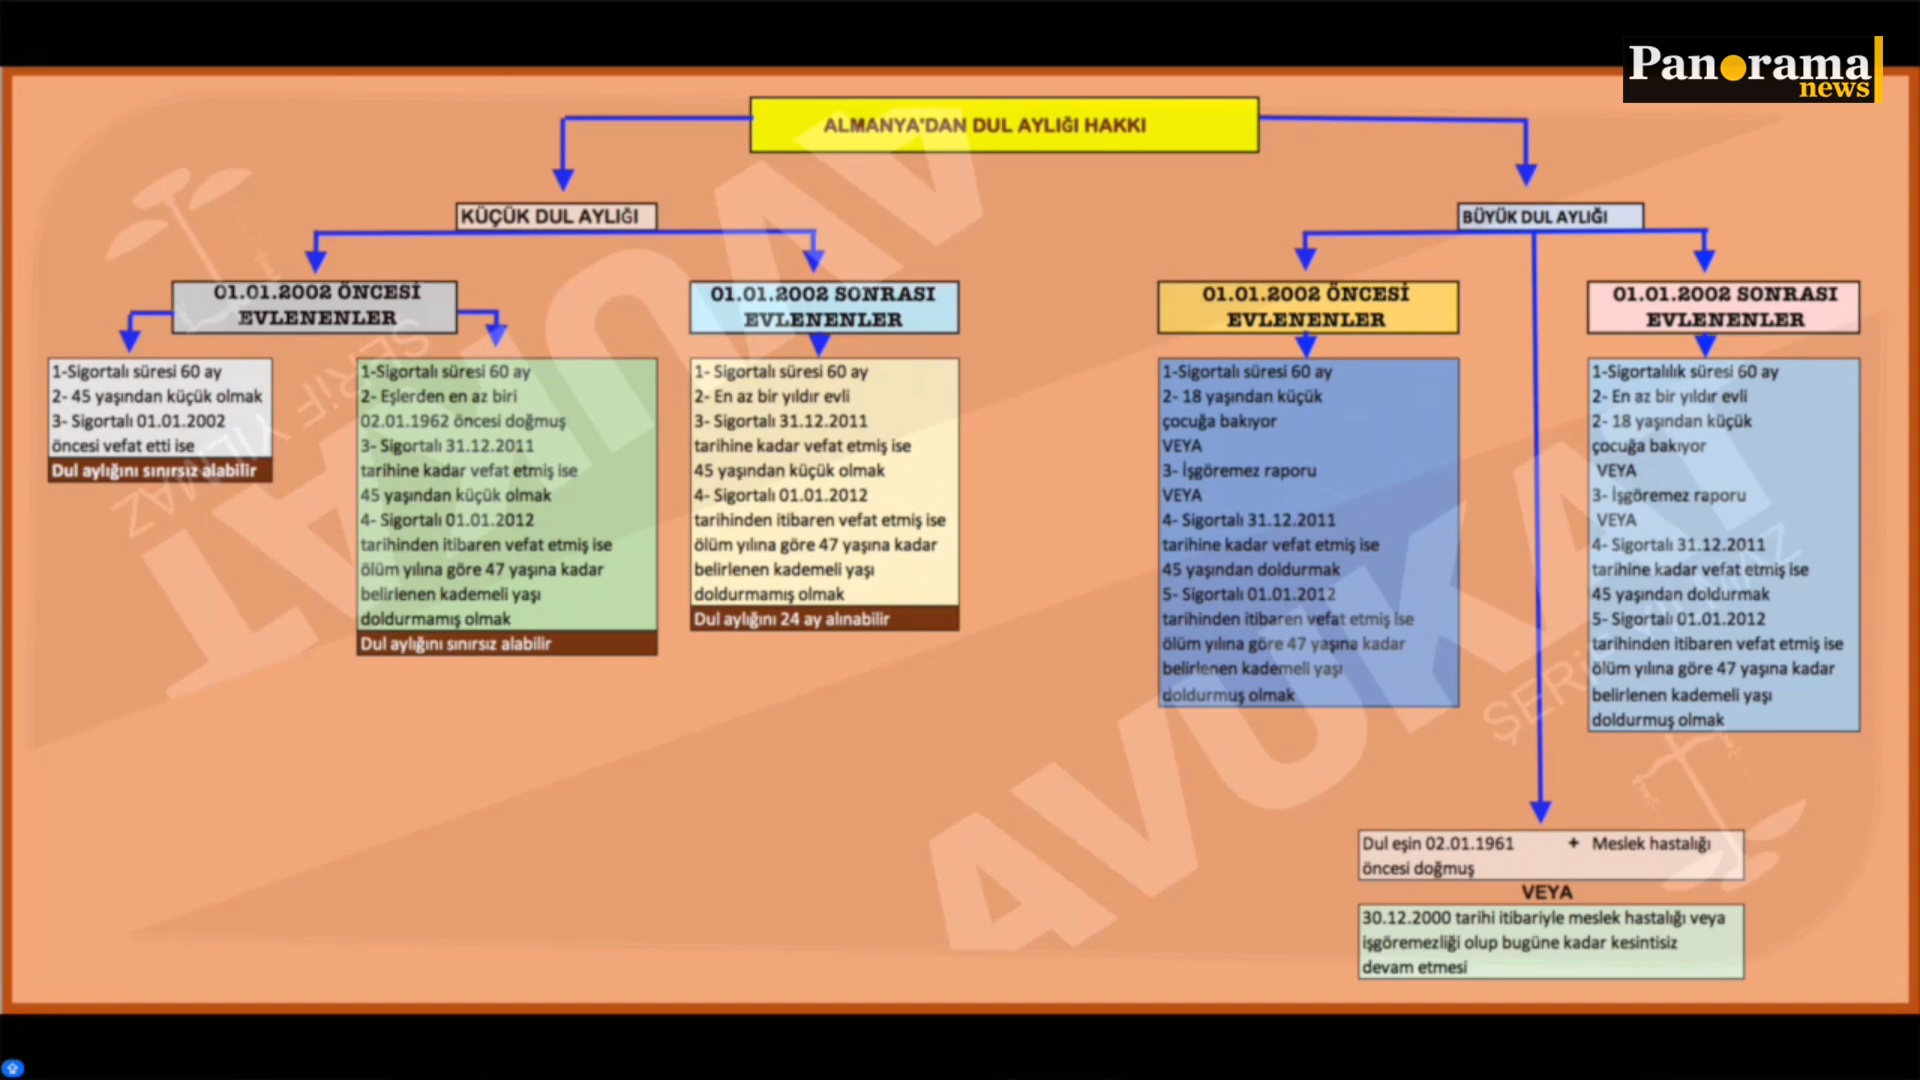 Panorama
news
ALMANYA'DAN DUL AYLIĞI HAKKI
KÜÇÜK DUL AYLIĞI
01.01.2002 ÖNCESİ
EVLENENLER
1-Sigortalı süresi 60 ay
2- 45 yaşından küçük olmak
3- Sigortalı 01.01.2002
öncesi vefat etti ise
Dul aylığını sınırsız alabilir
1-Sigortalı süresi 60 ay
2- Eşlerden en az biri
02.01.1962 öncesi doğmuş
3- Sigortalı 31.12.2011
tarihine kadar vefat etmiş ise
45 yaşından küçük olmak
4- Sigortalı 01.01.2012
tarihinden itibaren vefat etmiş ise
ölüm yılına göre 47 yaşına kadar
belirlenen kademeli yaşı
doldurmamış olmak
Dul aylığını sınırsız alabilir
01.01.2002 SONRASI
EVLENENLER
1- Sigortalı süresi 60 ay
2- En az bir yıldır evli
3- Sigortalı 31.12.2011
tarihine kadar vefat etmiş ise
45 yaşından küçük olmak
4- Sigortalı 01.01.2012
tarihinden itibaren vefat etmiş ise
ölüm yılına göre 47 yaşına kadar
belirlenen kademeli yaşı
doldurmamış olmak
Dul aylığını 24 ay alınabilir
BÜYÜK DUL AYLIĞI
01.01.2002 ÖNCESİ
EVLENENLER
1-Sigortalı süresi 60 ay
2- 18 yaşından küçük
çocuğa bakıyor
VEYA
3- İşgöremez raporu
VEYA
4- Sigortalı 31.12.2011
tarihine kadar vefat etmiş ise
45 yaşından doldurmak
5- Sigortalı 01.01.2012
tarihinden itibaren vefat etmiş ise
ölüm yılına göre 47 yaşına kadar
belirlenen kademeli yaşı
doldurmuş olmak
01.01.2002 SONRASI
EVLENENLER
1-Sigortalılık süresi 60 ay
2- En az bir yıldır evli
2- 18 yaşından küçük
çocuğa bakıyor
VEYA
3- İşgöremez raporu
VEYA
4- Sigortalı 31.12.2011
tarihine kadar vefat etmiş ise
45 yaşından doldurmak
5- Sigortalı 01.01.2012
tarihinden itibaren vefat etmiş ise
ölüm yılına göre 47 yaşına kadar
belirlenen kademeli yaşı
doldurmuş olmak
Dul eşin 02.01.1961 + Meslek hastalığı
öncesi doğmuş
VEYA
30.12.2000 tarihi itibariyle meslek hastalığı veya
işgöremezliği olup bugüne kadar kesintisiz
devam etmesi
AVUKAT
ŞERİF YILMAZ
AVUKAT
ŞERİF YILMAZ